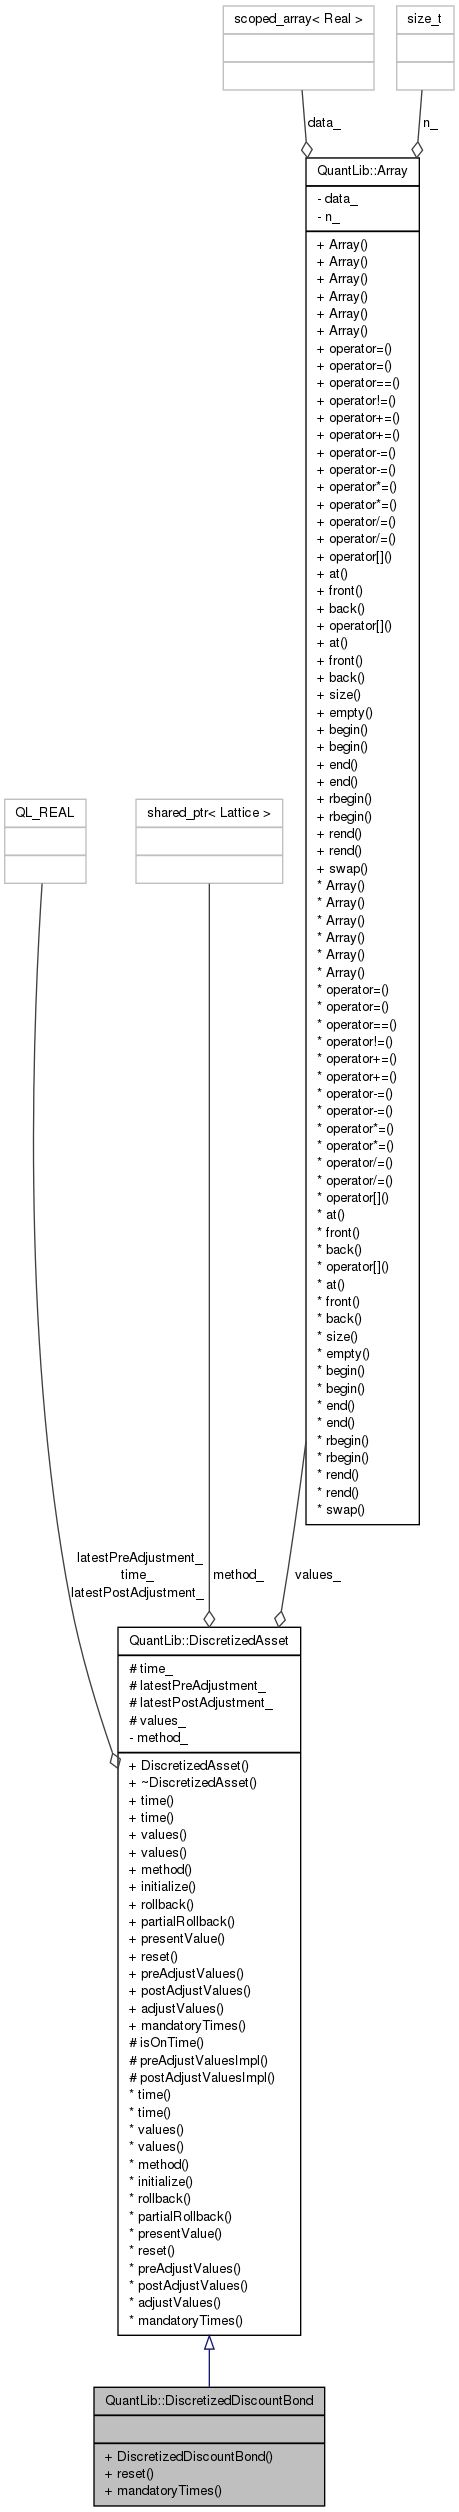 scoped_array< Real >
size_t
data_
n_
QuantLib::Array
- data_
- n_
+ Array()
+ Array()
+ Array()
+ Array()
+ Array()
+ Array()
+ operator=()
+ operator=()
+ operator==()
+ operator!=()
+ operator+=()
+ operator+=()
+ operator-=()
+ operator-=()
+ operator*=()
+ operator*=()
+ operator/=()
+ operator/=()
+ operator[]()
+ at()
+ front()
+ back()
+ operator[]()
+ at()
+ front()
+ back()
+ size()
+ empty()
+ begin()
+ begin()
+ end()
+ end()
+ rbegin()
+ rbegin()
+ rend()
+ rend()
+ swap()
* Array()
* Array()
* Array()
* Array()
* Array()
* Array()
* operator=()
* operator=()
* operator==()
* operator!=()
* operator+=()
* operator+=()
* operator-=()
* operator-=()
* operator*=()
* operator*=()
* operator/=()
* operator/=()
* operator[]()
* at()
* front()
* back()
* operator[]()
* at()
* front()
* back()
* size()
* empty()
* begin()
* begin()
* end()
* end()
* rbegin()
* rbegin()
* rend()
* rend()
* swap()
QL_REAL
shared_ptr< Lattice >
latestPreAdjustment_
time_
latestPostAdjustment_
method_
values_
QuantLib::DiscretizedAsset
# time_
# latestPreAdjustment_
# latestPostAdjustment_
# values_
- method_
+ DiscretizedAsset()
+ ~DiscretizedAsset()
+ time()
+ time()
+ values()
+ values()
+ method()
+ initialize()
+ rollback()
+ partialRollback()
+ presentValue()
+ reset()
+ preAdjustValues()
+ postAdjustValues()
+ adjustValues()
+ mandatoryTimes()
# isOnTime()
# preAdjustValuesImpl()
# postAdjustValuesImpl()
* time()
* time()
* values()
* values()
* method()
* initialize()
* rollback()
* partialRollback()
* presentValue()
* reset()
* preAdjustValues()
* postAdjustValues()
* adjustValues()
* mandatoryTimes()
QuantLib::DiscretizedDiscountBond
+ DiscretizedDiscountBond()
+ reset()
+ mandatoryTimes()